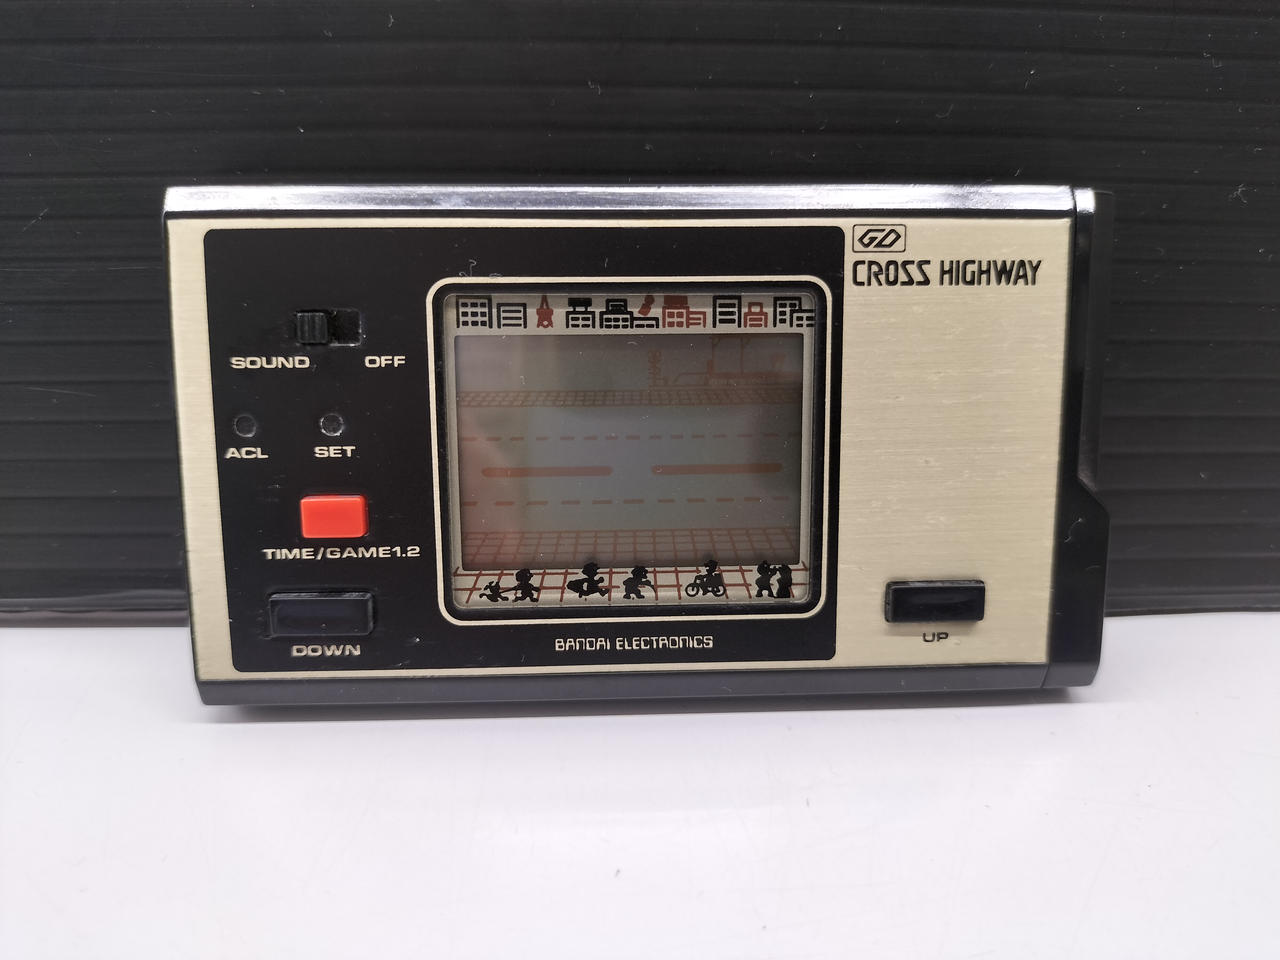 GD
CROSS HIGHWAY
SOUND OFF
ACL SET
TIME/GAME1.2
DOWN
UP
BANDAI ELECTRONICS